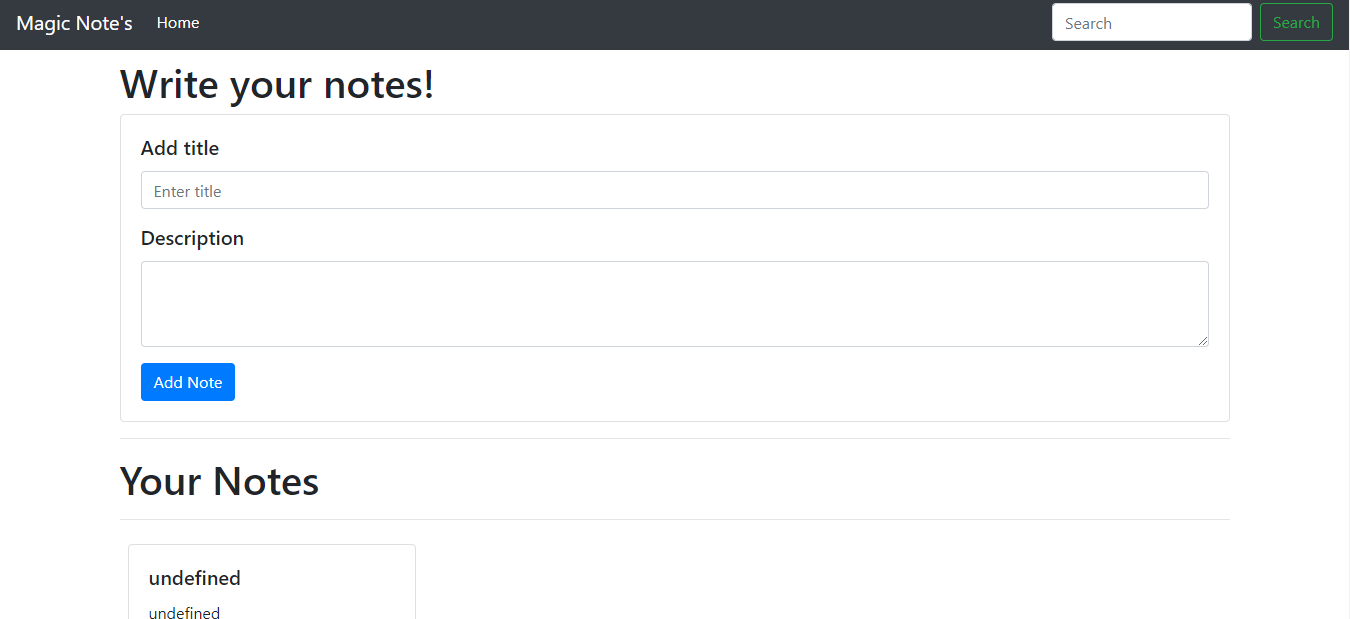 Magic Note's Home Search Search
Write your notes!
Add title
Enter title
Description
Add Note
Your Notes
undefined
undefined